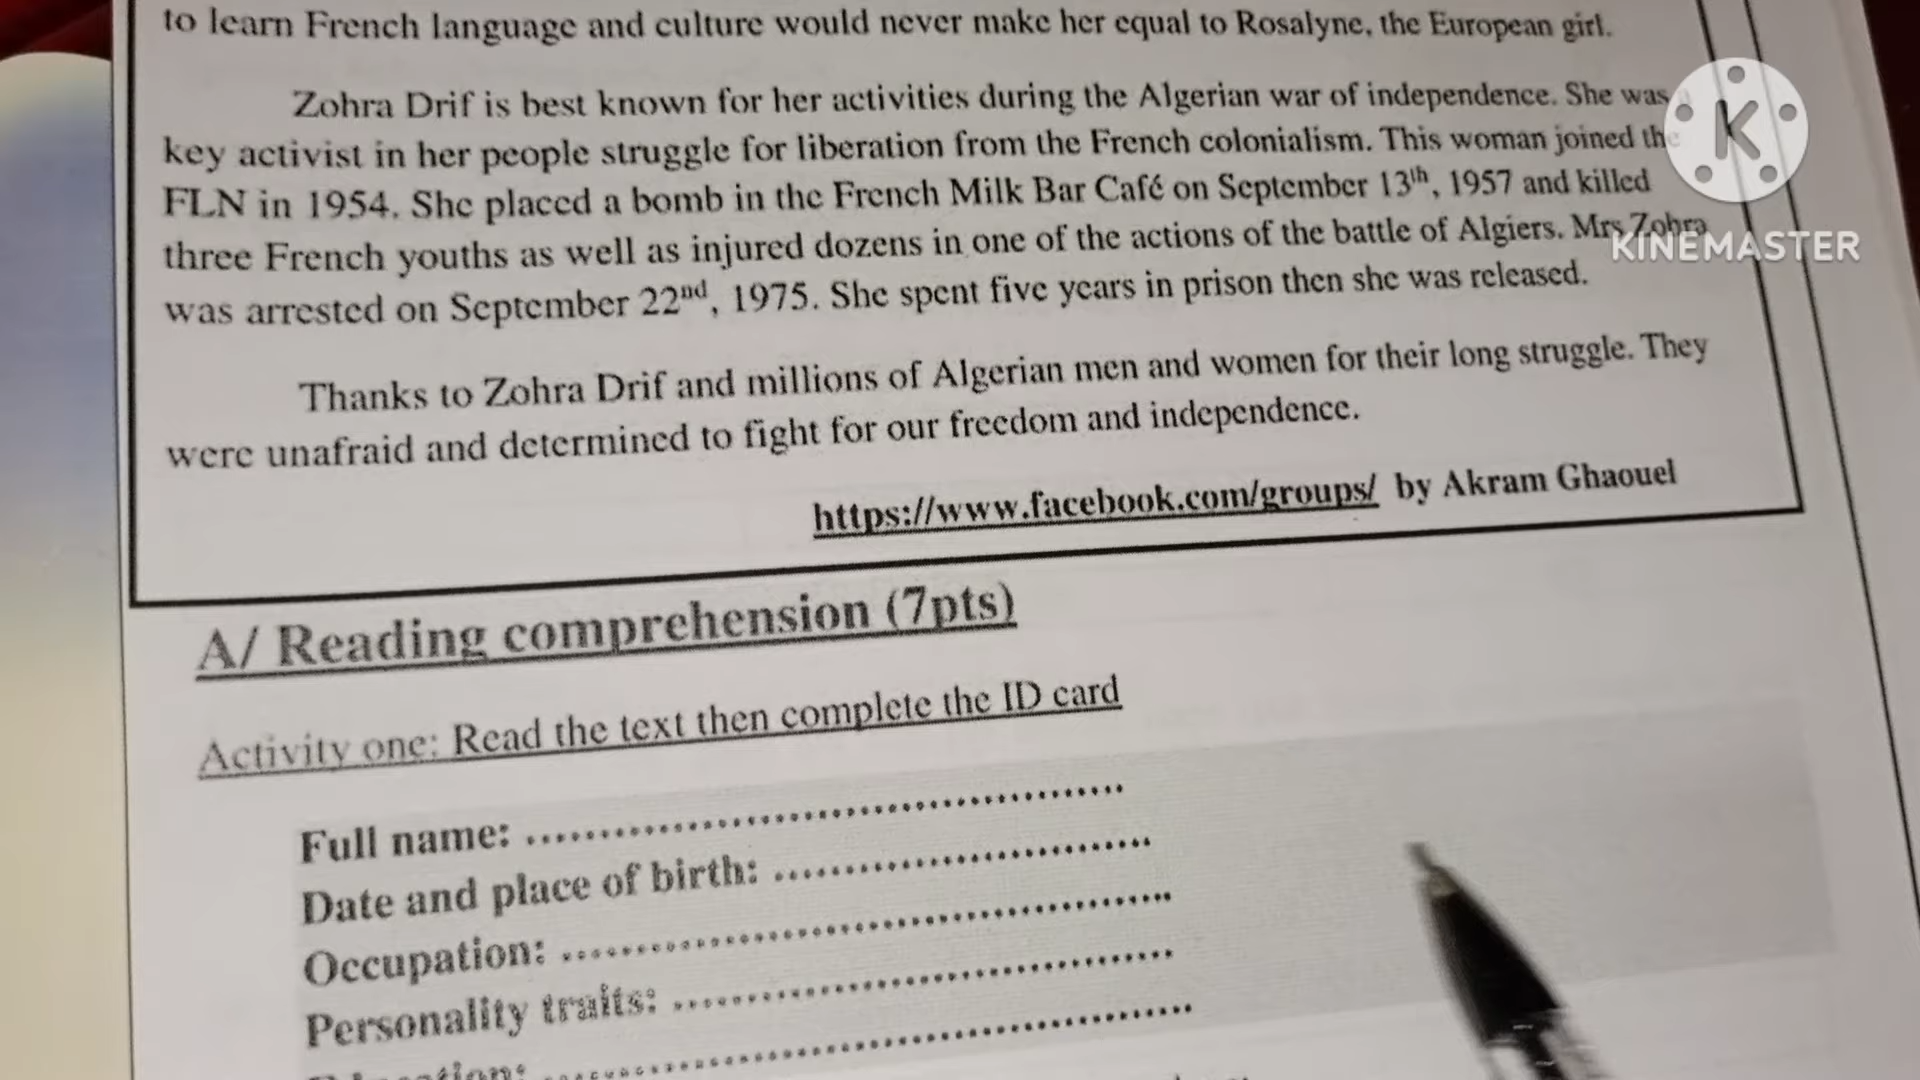 to learn French language and culture would never make her equal to Rosalyne, the European girl.
Zohra Drif is best known for her activities during the Algerian war of independence. She was
key activist in her people struggle for liberation from the French colonialism. This woman joined the
FLN in 1954. She placed a bomb in the French Milk Bar Café on September 13th, 1957 and killed
three French youths as well as injured dozens in one of the actions of the battle of Algiers. Mrs Zohra
was arrested on September 22nd, 1975. She spent five years in prison then she was released.
Thanks to Zohra Drif and millions of Algerian men and women for their long struggle. They
were unafraid and determined to fight for our freedom and independence.
https://www.facebook.com/groups/ by Akram Ghaouel
A/ Reading comprehension (7pts)
Activity one: Read the text then complete the ID card
Full name: ........................................
Date and place of birth: ........................................
Occupation: ........................................
Personality traits: ........................................
K
KINEMASTER